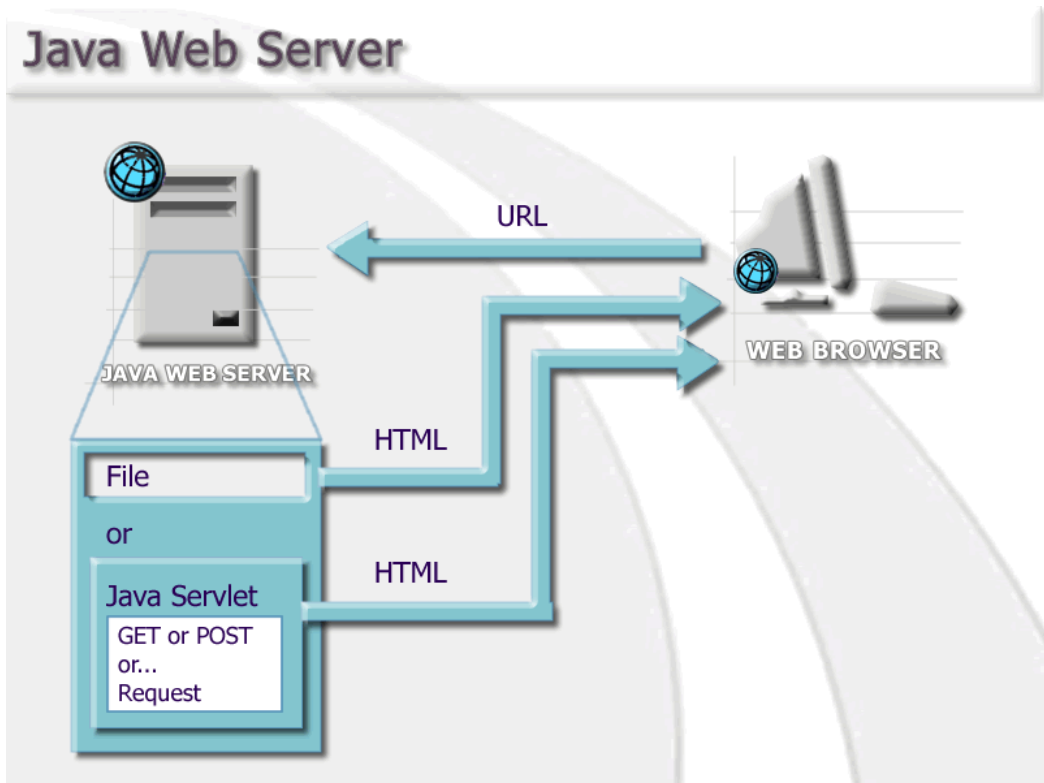 Java Web Server
URL
JAVA WEB SERVER
WEB BROWSER
HTML
File
or
HTML
Java Servlet
GET or POST
or...
Request